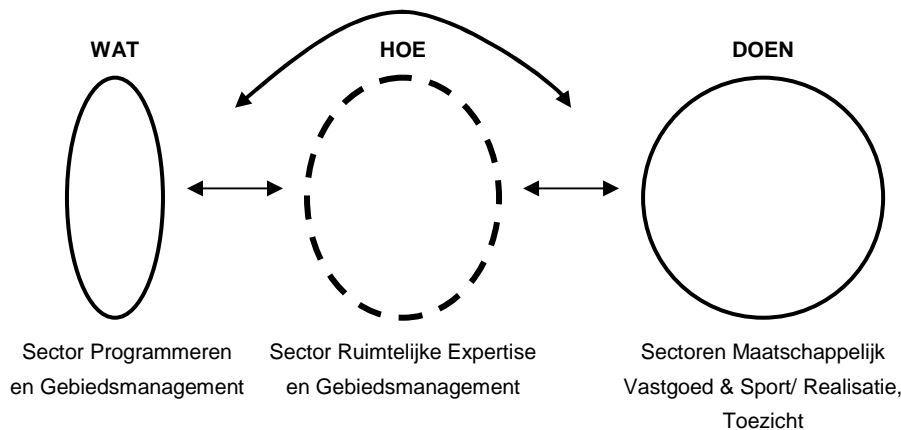 WAT
HOE
DOEN
Sector Programmeren
en Gebiedsmanagement
Sector Ruimtelijke Expertise
en Gebiedsmanagement
Sectoren Maatschappelijk
Vastgoed & Sport/ Realisatie,
Toezicht